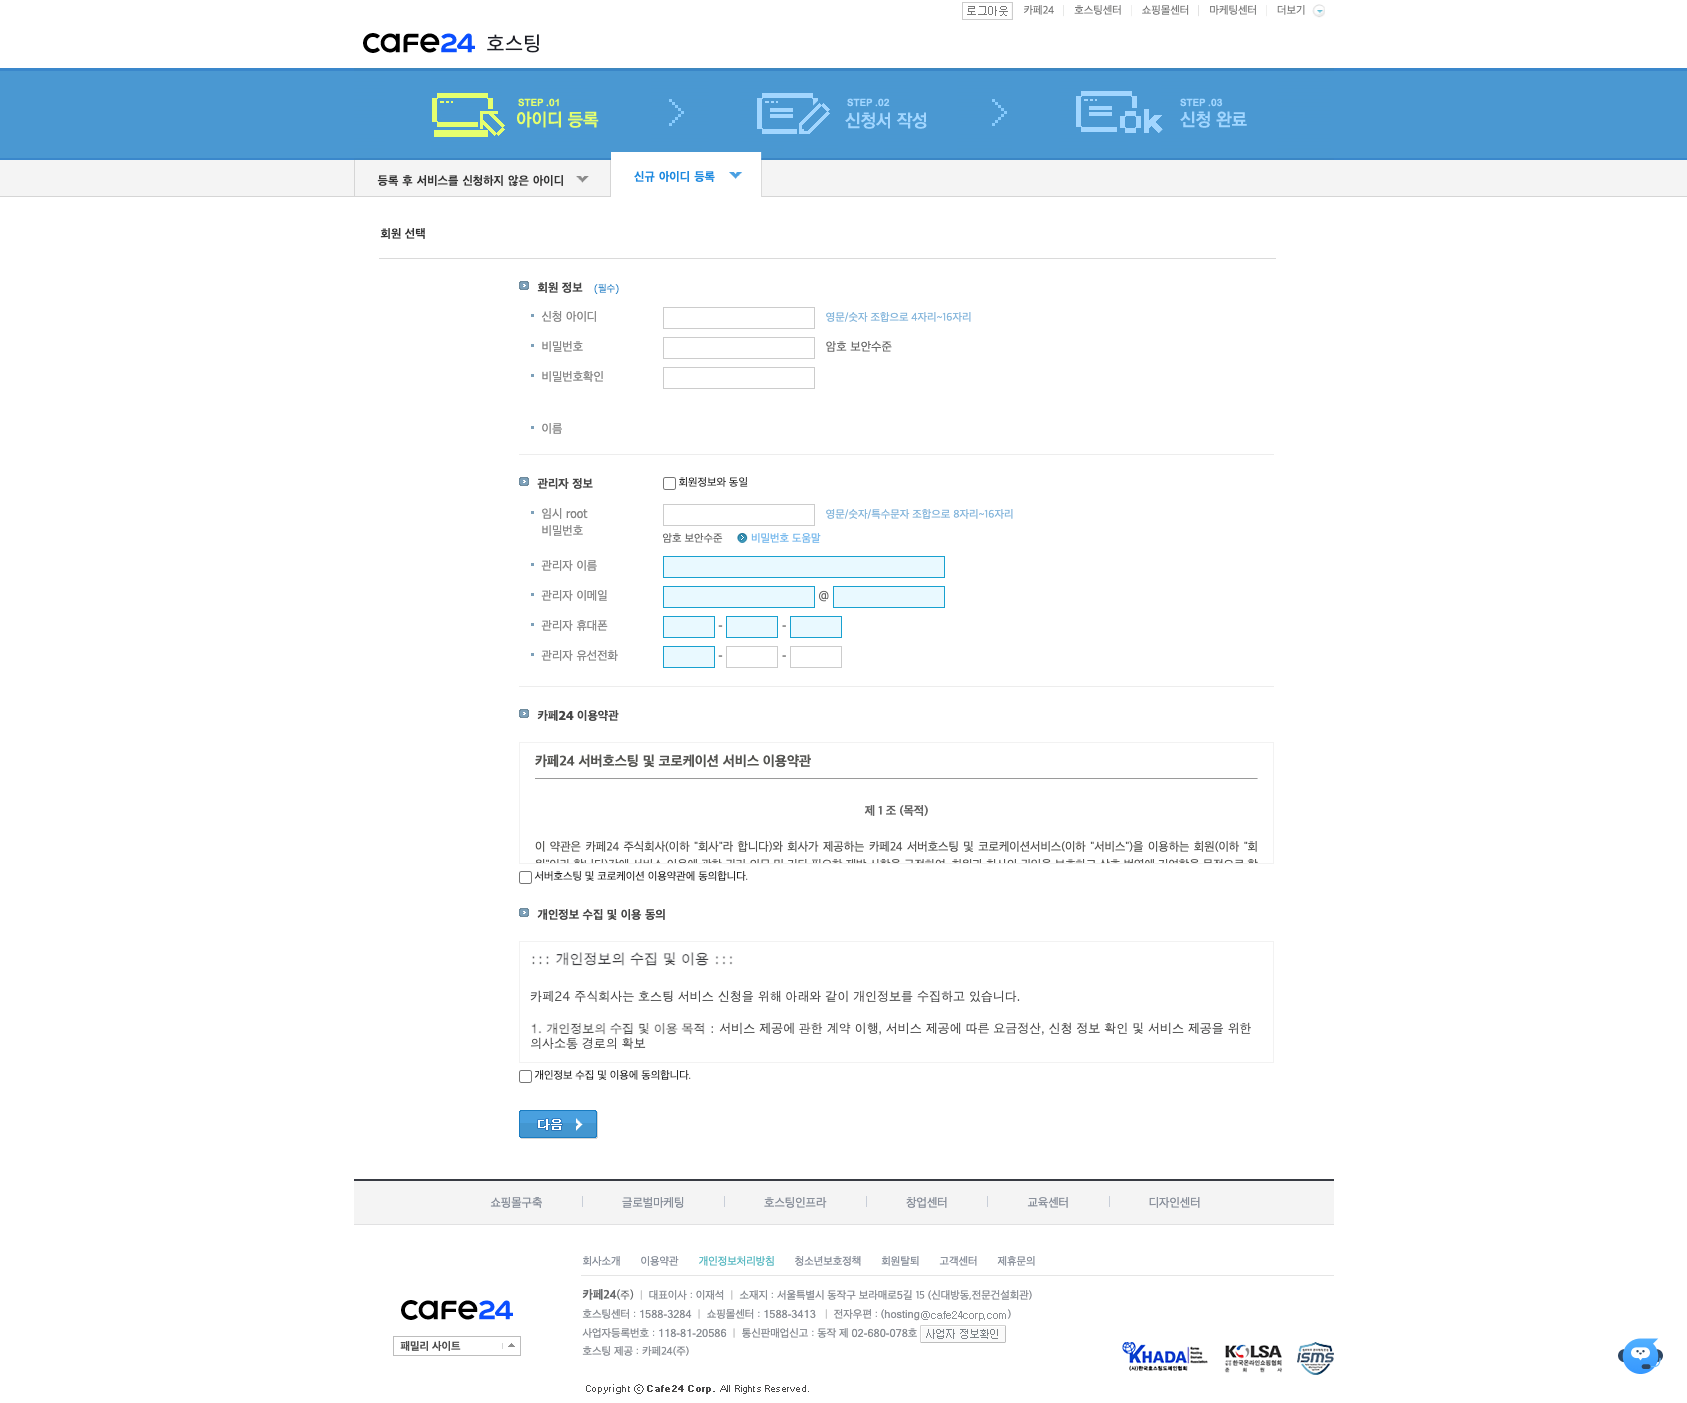 로그아웃 카페24 호스팅센터 쇼핑몰센터 마케팅센터 더보기
cafe24 호스팅
STEP .01 아이디 등록
STEP .02 신청서 작성
STEP .03 신청 완료
등록 후 서비스를 신청하지 않은 아이디
신규 아이디 등록
회원 선택
회원 정보 (필수)
신청 아이디 영문/숫자 조합으로 4자리~16자리
비밀번호 암호 보안수준
비밀번호확인
이름
관리자 정보 회원정보와 동일
임시 root 영문/숫자/특수문자 조합으로 8자리~16자리
비밀번호
암호 보안수준 비밀번호 도움말
관리자 이름
관리자 이메일 @
관리자 휴대폰 - -
관리자 유선전화 - -
카페24 이용약관
카페24 서버호스팅 및 코로케이션 서비스 이용약관
제 1 조 (목적)
이 약관은 카페24 주식회사(이하 "회사"라 합니다)와 회사가 제공하는 카페24 서버호스팅 및 코로케이션서비스(이하 "서비스")을 이용하는 회원(이하 "회
서버호스팅 및 코로케이션 이용약관에 동의합니다.
개인정보 수집 및 이용 동의
::: 개인정보의 수집 및 이용 :::
카페24 주식회사는 호스팅 서비스 신청을 위해 아래와 같이 개인정보를 수집하고 있습니다.
1. 개인정보의 수집 및 이용 목적 : 서비스 제공에 관한 계약 이행, 서비스 제공에 따른 요금정산, 신청 정보 확인 및 서비스 제공을 위한
의사소통 경로의 확보
개인정보 수집 및 이용에 동의합니다.
다음
쇼핑몰구축 글로벌마케팅 호스팅인프라 창업센터 교육센터 디자인센터
회사소개 이용약관 개인정보처리방침 청소년보호정책 회원탈퇴 고객센터 제휴문의
cafe24
패밀리 사이트
카페24(주) | 대표이사 : 이재석 | 소재지 : 서울특별시 동작구 보라매로5길 15 (신대방동,전문건설회관)
호스팅센터 : 1588-3284 | 쇼핑몰센터 : 1588-3413 | 전자우편 : (hosting@cafe24corp.com)
사업자등록번호 : 118-81-20586 | 통신판매업신고 : 동작 제 02-680-078호 사업자 정보확인
호스팅 제공 : 카페24(주)
KHADA (사)한국호스팅도메인협회
KOLSA 한국온라인쇼핑협회
ISMS
Copyright ⓒ Cafe24 Corp. All Rights Reserved.